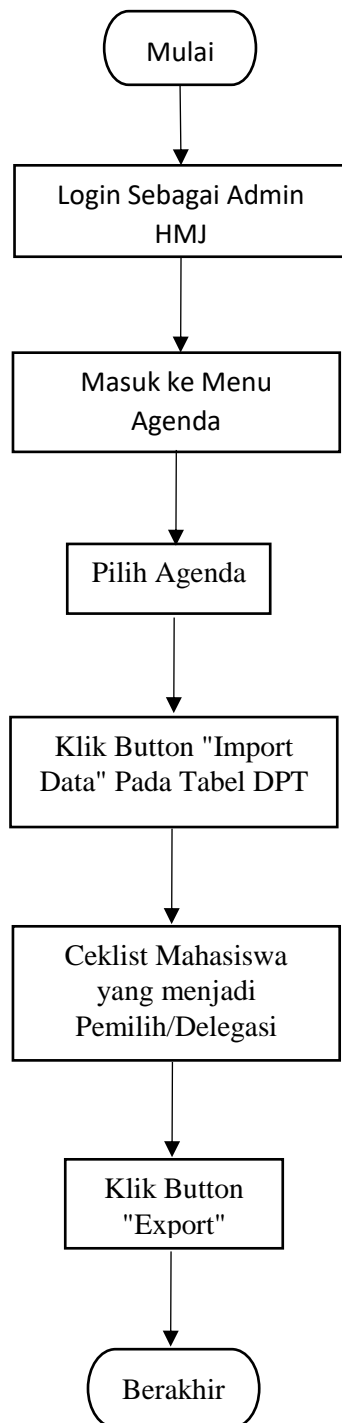 Mulai
Login Sebagai Admin
HMJ
Masuk ke Menu
Agenda
Pilih Agenda
Klik Button "Import
Data" Pada Tabel DPT
Ceklist Mahasiswa
yang menjadi
Pemilih/Delegasi
Klik Button
"Export"
Berakhir